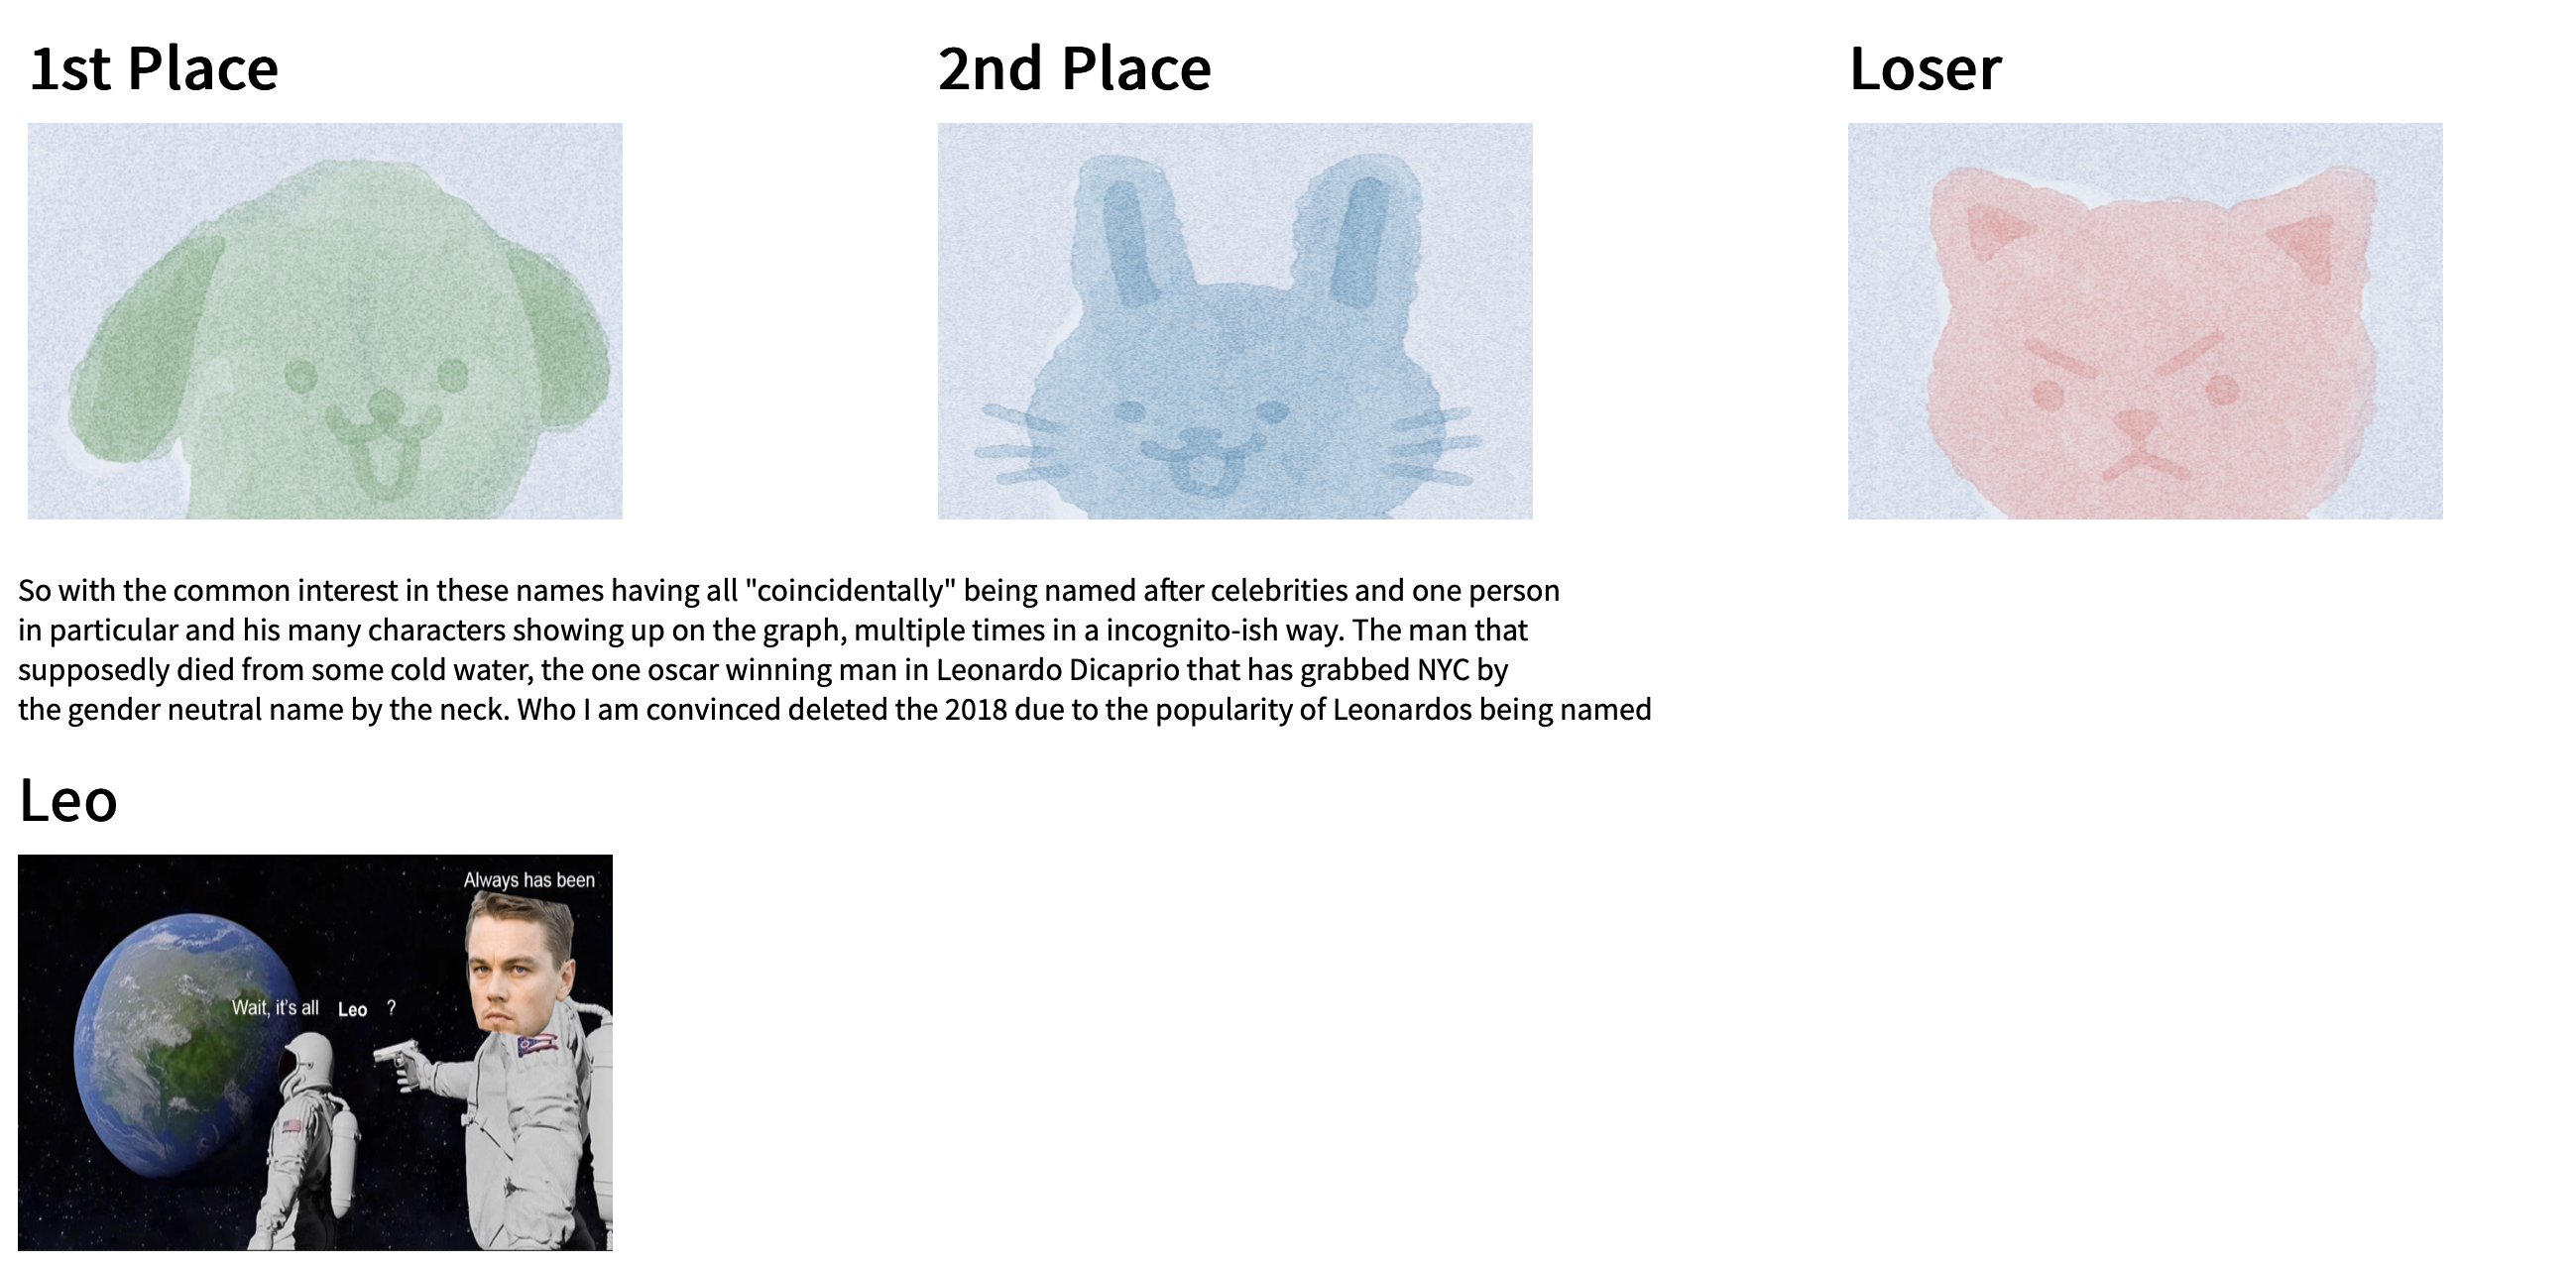 1st Place
2nd Place
Loser
So with the common interest in these names having all "coincidentally" being named after celebrities and one person
in particular and his many characters showing up on the graph, multiple times in a incognito-ish way. The man that
supposedly died from some cold water, the one oscar winning man in Leonardo Dicaprio that has grabbed NYC by
the gender neutral name by the neck. Who I am convinced deleted the 2018 due to the popularity of Leonardos being named
Leo
Always has been
Wait, it's all Leo ?